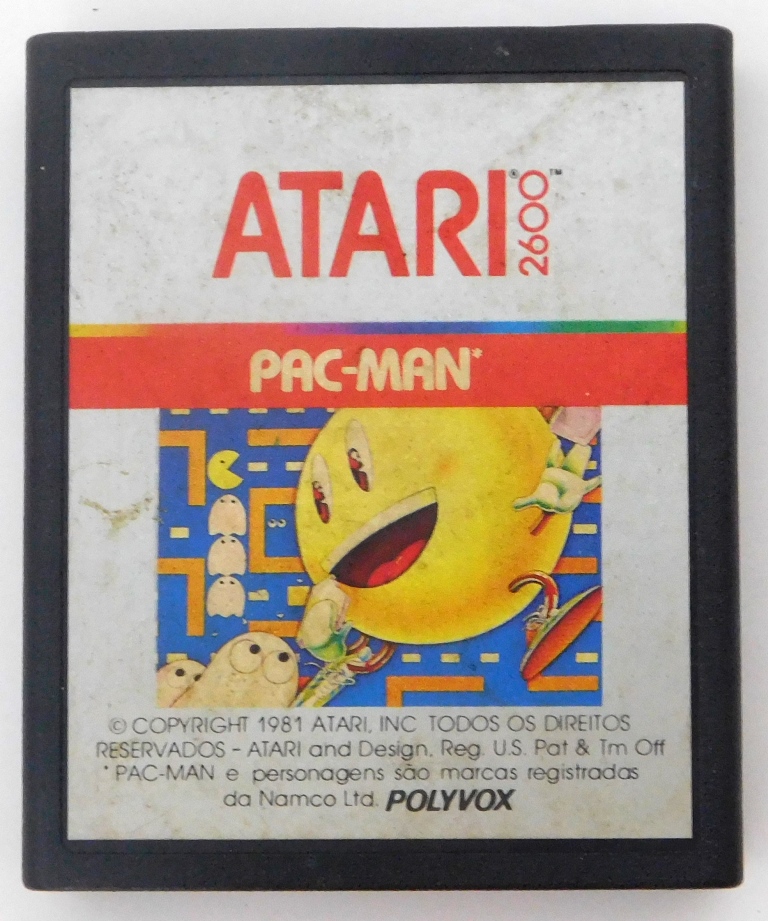 ATARI® 2600™
PAC-MAN*
© COPYRIGHT 1981 ATARI, INC TODOS OS DIREITOS
RESERVADOS - ATARI and Design. Reg. U.S. Pat & Tm Off
* PAC-MAN e personagens são marcas registradas
da Namco Ltd. POLYVOX